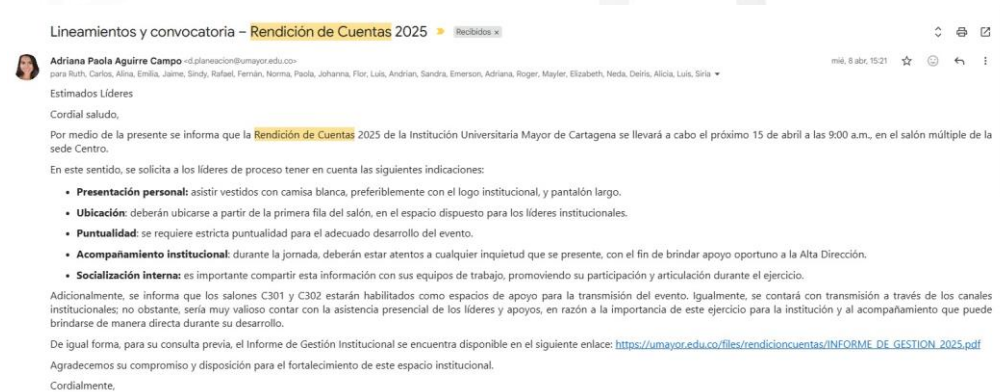 Lineamientos y convocatoria – Rendición de Cuentas 2025 Recibidos ×
Adriana Paola Aguirre Campo <d.planeacion@umayor.edu.co> mié, 8 abr, 15:21
para Ruth, Carlos, Alina, Emilia, Jaime, Sindy, Rafael, Fernán, Norma, Paola, Johanna, Flor, Luis, Andrian, Sandra, Emerson, Adriana, Roger, Mayler, Elizabeth, Neda, Deiris, Alicia, Luis, Siria
Estimados Líderes
Cordial saludo,
Por medio de la presente se informa que la Rendición de Cuentas 2025 de la Institución Universitaria Mayor de Cartagena se llevará a cabo el próximo 15 de abril a las 9:00 a.m., en el salón múltiple de la
sede Centro.
En este sentido, se solicita a los líderes de proceso tener en cuenta las siguientes indicaciones:
• Presentación personal: asistir vestidos con camisa blanca, preferiblemente con el logo institucional, y pantalón largo.
• Ubicación: deberán ubicarse a partir de la primera fila del salón, en el espacio dispuesto para los líderes institucionales.
• Puntualidad: se requiere estricta puntualidad para el adecuado desarrollo del evento.
• Acompañamiento institucional: durante la jornada, deberán estar atentos a cualquier inquietud que se presente, con el fin de brindar apoyo oportuno a la Alta Dirección.
• Socialización interna: es importante compartir esta información con sus equipos de trabajo, promoviendo su participación y articulación durante el ejercicio.
Adicionalmente, se informa que los salones C301 y C302 estarán habilitados como espacios de apoyo para la transmisión del evento. Igualmente, se contará con transmisión a través de los canales
institucionales; no obstante, sería muy valioso contar con la asistencia presencial de los líderes y apoyos, en razón a la importancia de este ejercicio para la institución y al acompañamiento que puede
brindarse de manera directa durante su desarrollo.
De igual forma, para su consulta previa, el Informe de Gestión Institucional se encuentra disponible en el siguiente enlace: https://umayor.edu.co/files/rendicioncuentas/INFORME_DE_GESTION_2025.pdf
Agradecemos su compromiso y disposición para el fortalecimiento de este espacio institucional.
Cordialmente,